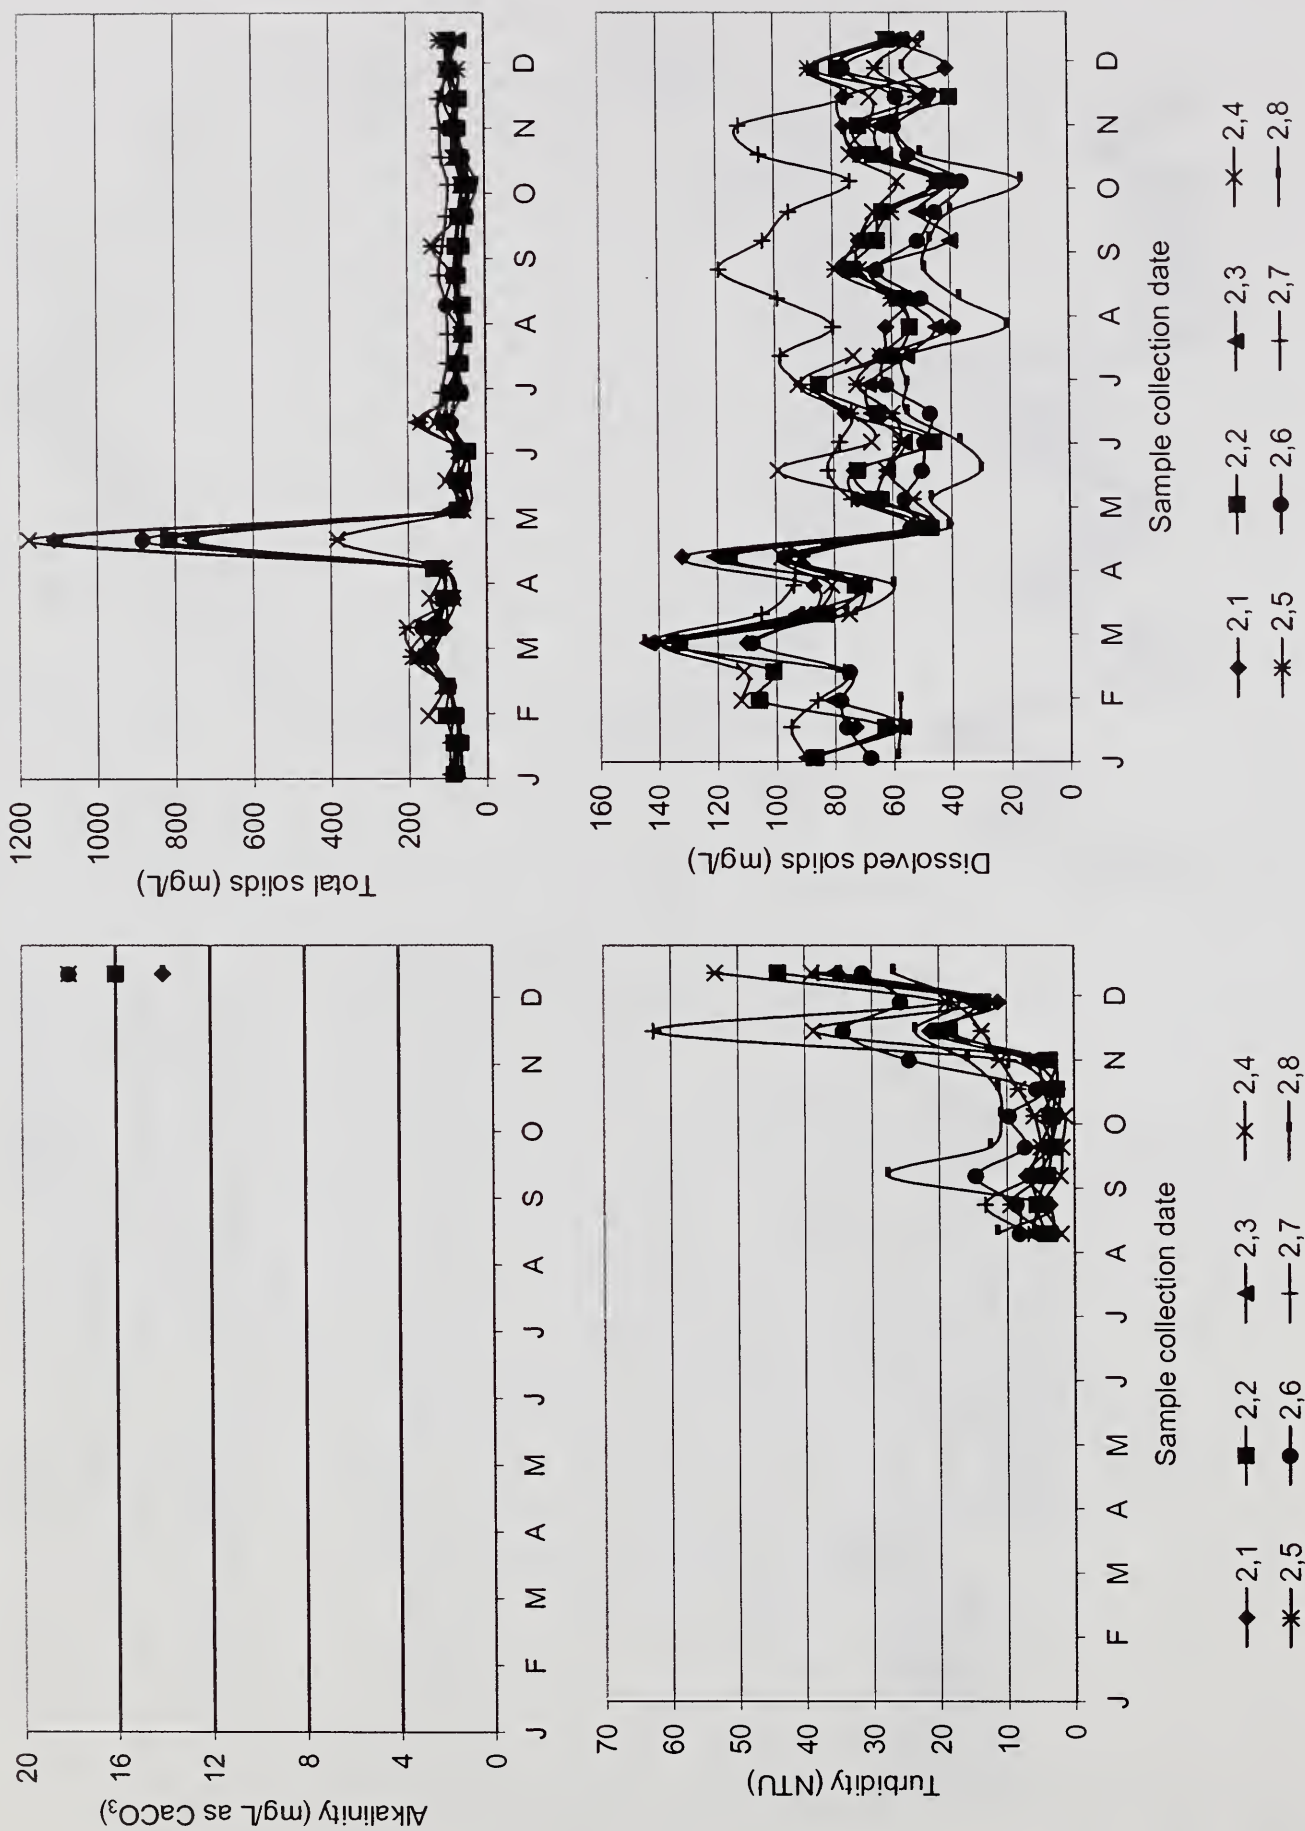 20
16
12
8
4
0
Alkalinity (mg/L as CaCO₃)
J F M A M J J A S O N D
1200
1000
800
600
400
200
0
Total solids (mg/L)
J F M A M J J A S O N D
70
60
50
40
30
20
10
0
Turbidity (NTU)
J F M A M J J A S O N D
Sample collection date
2,1 2,2 2,3 2,4
2,5 2,6 2,7 2,8
160
140
120
100
80
60
40
20
0
Dissolved solids (mg/L)
J F M A M J J A S O N D
Sample collection date
2,1 2,2 2,3 2,4
2,5 2,6 2,7 2,8